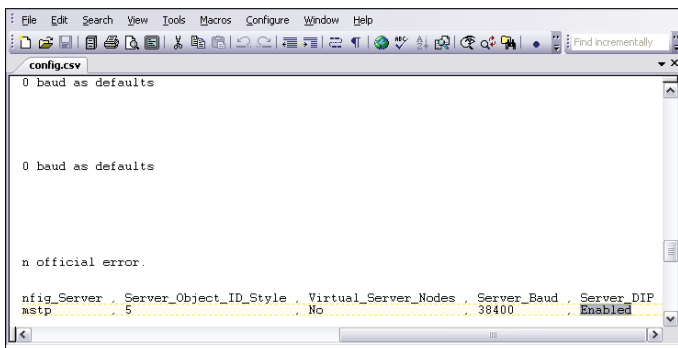 File Edit Search View Tools Macros Configure Window Help
ABC Find incrementally
config.csv
0 baud as defaults
0 baud as defaults
n official error.
nfig_Server , Server_Object_ID_Style , Virtual_Server_Nodes , Server_Baud , Server_DIP
mstp , 5 , No , 38400 , Enabled